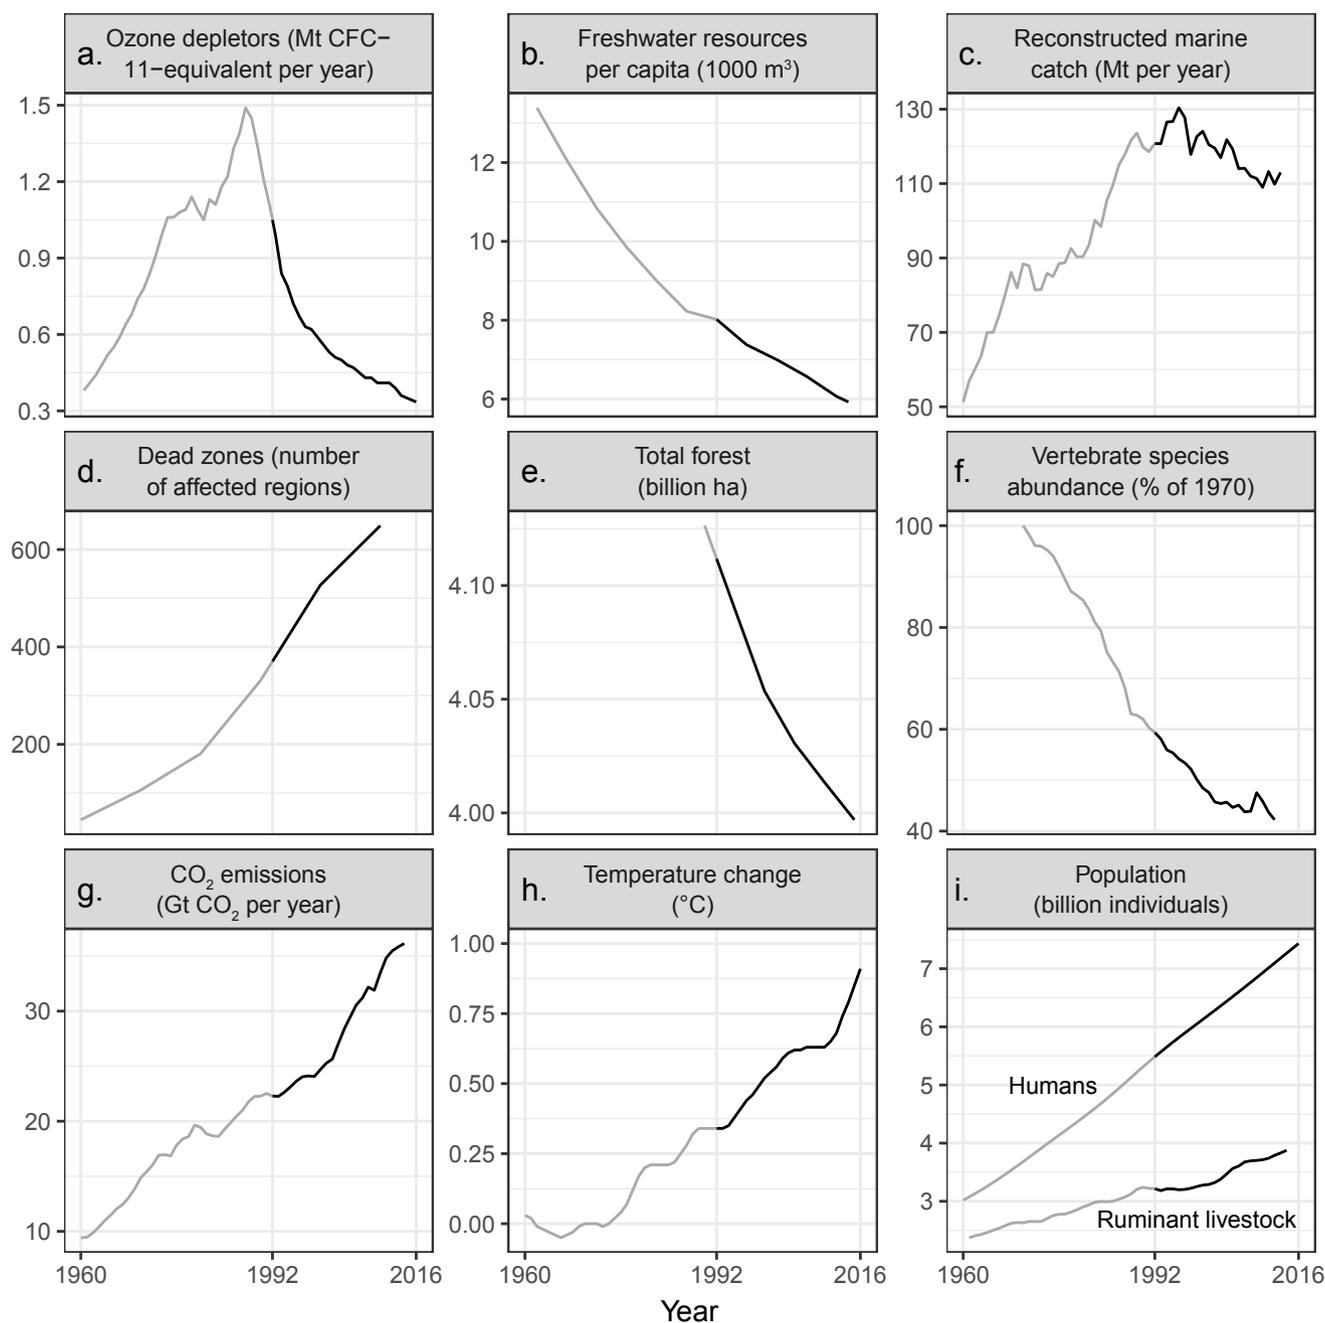 a.
Ozone depletors (Mt CFC−
11−equivalent per year)
b.
Freshwater resources
per capita (1000 m³)
c.
Reconstructed marine
catch (Mt per year)
1.5
1.2
0.9
0.6
0.3
12
10
8
6
130
110
90
70
50
d.
Dead zones (number
of affected regions)
e.
Total forest
(billion ha)
f.
Vertebrate species
abundance (% of 1970)
600
400
200
4.10
4.05
4.00
100
80
60
40
g.
CO₂ emissions
(Gt CO₂ per year)
h.
Temperature change
(°C)
i.
Population
(billion individuals)
30
20
10
1.00
0.75
0.50
0.25
0.00
7
6
5
4
3
Humans
Ruminant livestock
1960 1992 2016
1960 1992 2016
1960 1992 2016
Year